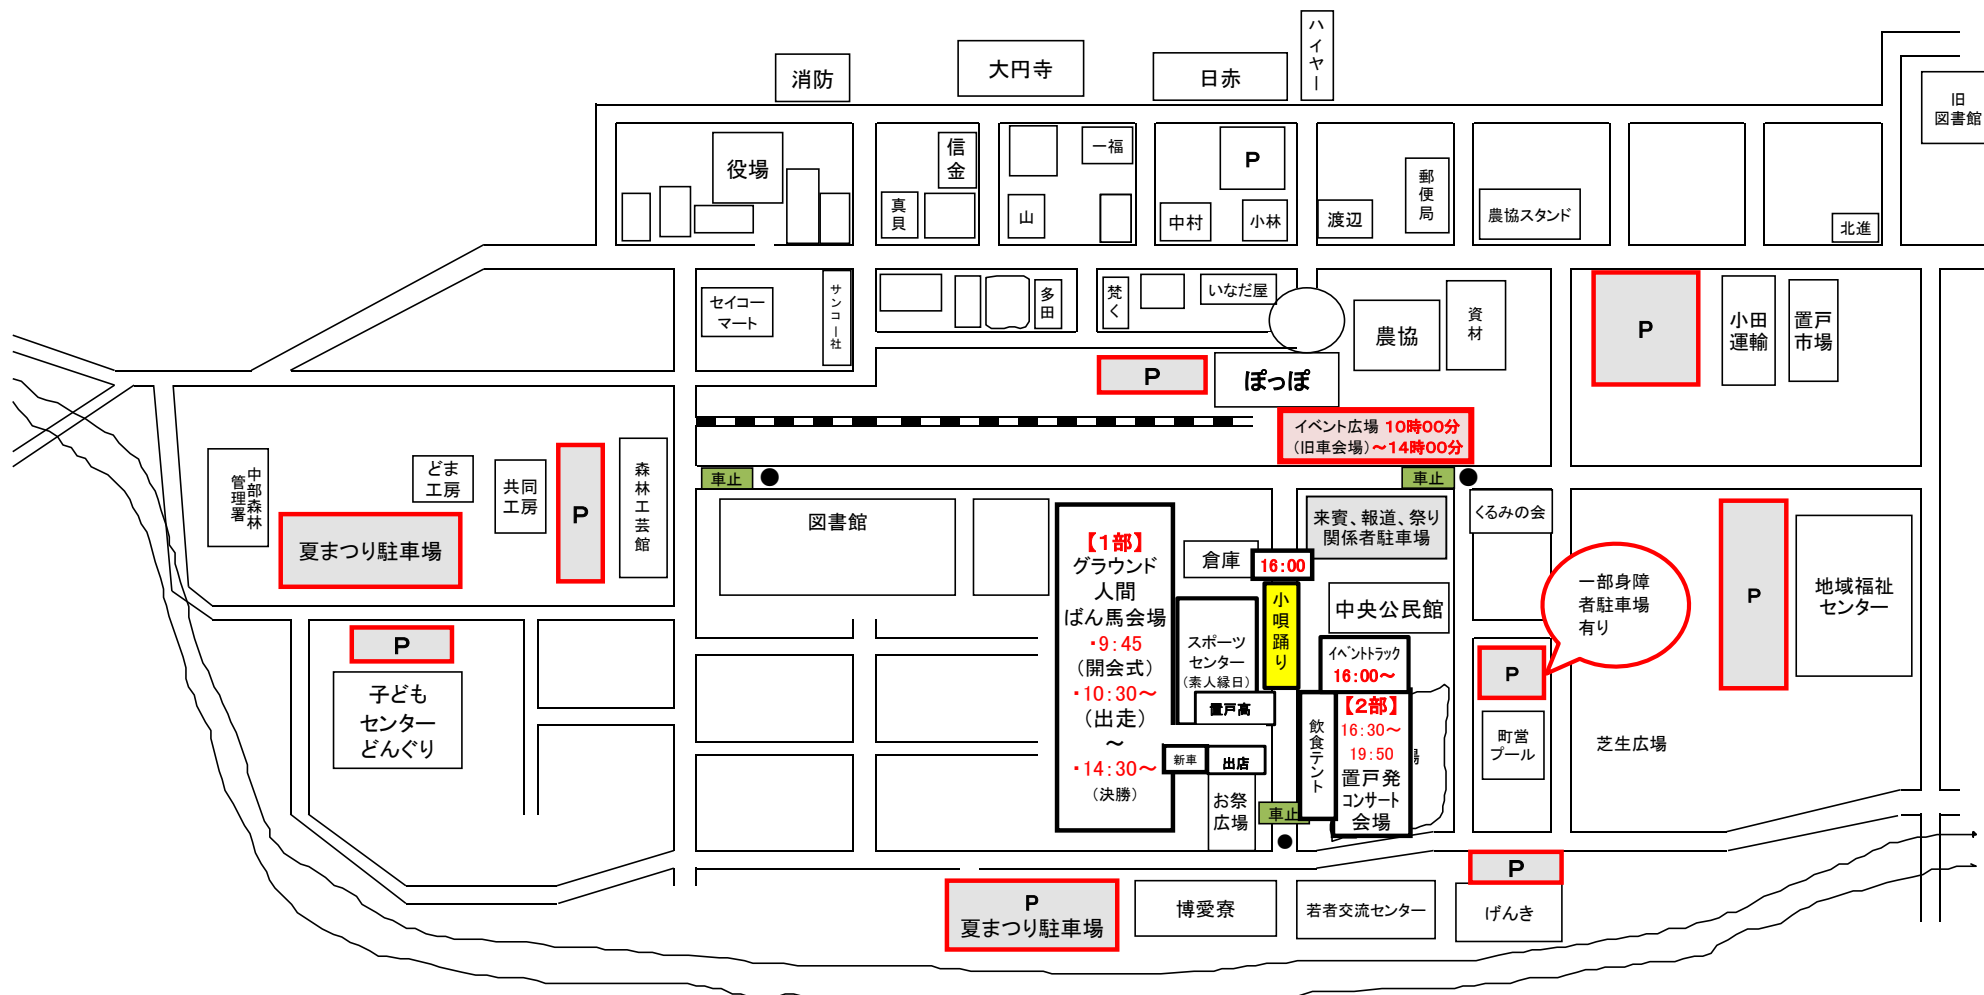 ハイヤー
消防
大円寺
日赤
旧
図書館
役場
信金
一福
P
郵便局
真貝
山
中村
小林
渡辺
農協スタンド
北進
セイコー
マート
サンコー社
多田
梵く
いなだ屋
農協
資材
P
小田
運輸
置戸
市場
P
ぽっぽ
イベント広場 10時00分
(旧車会場)～14時00分
車止
車止
中部森林
管理署
どま
工房
共同
工房
P
森林工芸館
夏まつり駐車場
図書館
【1部】
グラウンド
人間
ばん馬会場
・9:45
(開会式)
・10:30～
(出走)
～
・14:30～
(決勝)
倉庫
16:00
来賓、報道、祭り
関係者駐車場
くるみの会
一部身障
者駐車場
有り
P
地域福祉
センター
小唄踊り
中央公民館
スポーツ
センター
(素人縁日)
置戸高
イベントトラック
16:00～
P
P
子ども
センター
どんぐり
【2部】
16:30～
19:50
置戸発
コンサート
会場
場
飲食テント
町営
プール
芝生広場
新車
出店
お祭
広場
車止
P
P
夏まつり駐車場
博愛寮
若者交流センター
げんき